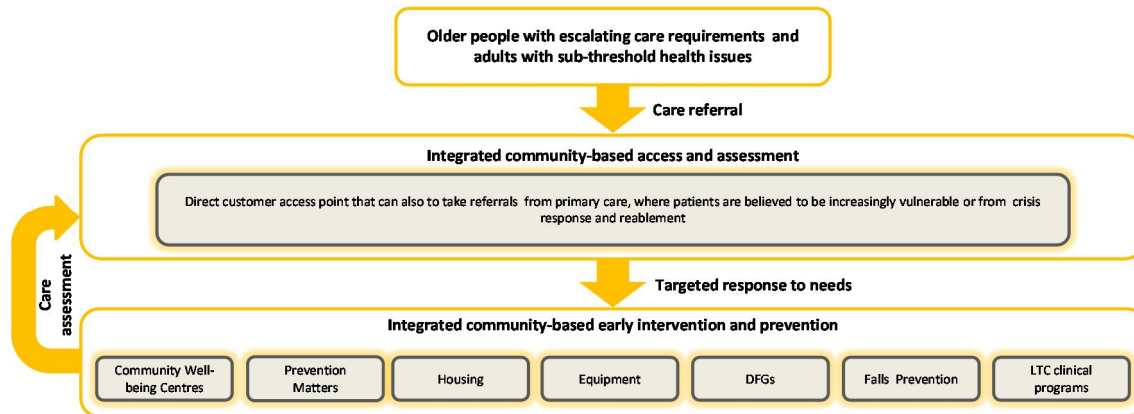 Older people with escalating care requirements and
adults with sub-threshold health issues
Care referral
Integrated community-based access and assessment
Direct customer access point that can also to take referrals from primary care, where patients are believed to be increasingly vulnerable or from crisis
response and reablement
Care
assessment
Targeted response to needs
Integrated community-based early intervention and prevention
Community Well-
being Centres
Prevention
Matters
Housing
Equipment
DFGs
Falls Prevention
LTC clinical
programs